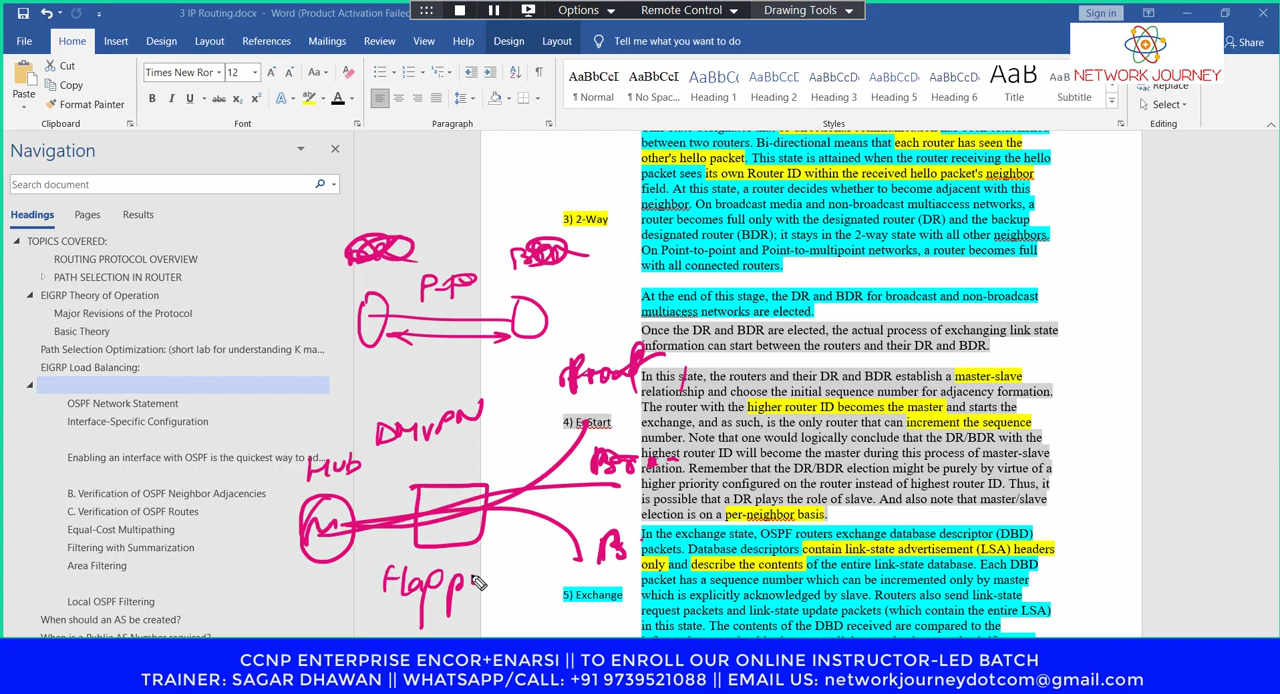 3 IP Routing.docx - Word (Product Activation Failed
Options
Remote Control
Drawing Tools
Sign in
File Home Insert Design Layout References Mailings Review View Help Design Layout Tell me what you want to do Share
NETWORK JOURNEY
Paste
Cut
Copy
Format Painter
Clipboard
Times New Ror 12
Font
Paragraph
AaBbCcI AaBbCcI AaBbCcI AaBbCcI AaBbCcI AaBbCcI AaBbCcI AaB
¶ Normal ¶ No Spac... Heading 1 Heading 2 Heading 3 Heading 5 Heading 6 Title Subtitle
Styles
Replace
Select
Editing
Navigation
Search document
Headings Pages Results
TOPICS COVERED:
ROUTING PROTOCOL OVERVIEW
PATH SELECTION IN ROUTER
EIGRP Theory of Operation
Major Revisions of the Protocol
Basic Theory
Path Selection Optimization: (short lab for understanding K ma...
EIGRP Load Balancing:
OSPF Network Statement
Interface-Specific Configuration
Enabling an interface with OSPF is the quickest way to ad...
B. Verification of OSPF Neighbor Adjacencies
C. Verification of OSPF Routes
Equal-Cost Multipathing
Filtering with Summarization
Area Filtering
Local OSPF Filtering
When should an AS be created?
3) 2-Way
between two routers. Bi-directional means that each router has seen the
other's hello packet. This state is attained when the router receiving the hello
packet sees its own Router ID within the received hello packet's neighbor
field. At this state, a router decides whether to become adjacent with this
neighbor. On broadcast media and non-broadcast multiaccess networks, a
router becomes full only with the designated router (DR) and the backup
designated router (BDR); it stays in the 2-way state with all other neighbors.
On Point-to-point and Point-to-multipoint networks, a router becomes full
with all connected routers.
At the end of this stage, the DR and BDR for broadcast and non-broadcast
multiacess networks are elected.
Once the DR and BDR are elected, the actual process of exchanging link state
information can start between the routers and their DR and BDR.
In this state, the routers and their DR and BDR establish a master-slave
relationship and choose the initial sequence number for adjacency formation.
The router with the higher router ID becomes the master and starts the
exchange, and as such, is the only router that can increment the sequence
number. Note that one would logically conclude that the DR/BDR with the
highest router ID will become the master during this process of master-slave
relation. Remember that the DR/BDR election might be purely by virtue of a
higher priority configured on the router instead of highest router ID. Thus, it
is possible that a DR plays the role of slave. And also note that master/slave
election is on a per-neighbor basis.
In the exchange state, OSPF routers exchange database descriptor (DBD)
packets. Database descriptors contain link-state advertisement (LSA) headers
only and describe the contents of the entire link-state database. Each DBD
packet has a sequence number which can be incremented only by master
which is explicitly acknowledged by slave. Routers also send link-state
request packets and link-state update packets (which contain the entire LSA)
in this state. The contents of the DBD received are compared to the
5) Exchange
P-P
DMVPN
Hub
Flapp
CCNP ENTERPRISE ENCOR+ENARSI || TO ENROLL OUR ONLINE INSTRUCTOR-LED BATCH
TRAINER: SAGAR DHAWAN || WHATSAPP/CALL: +91 9739521088 || EMAIL US: networkjourneydotcom@gmail.com